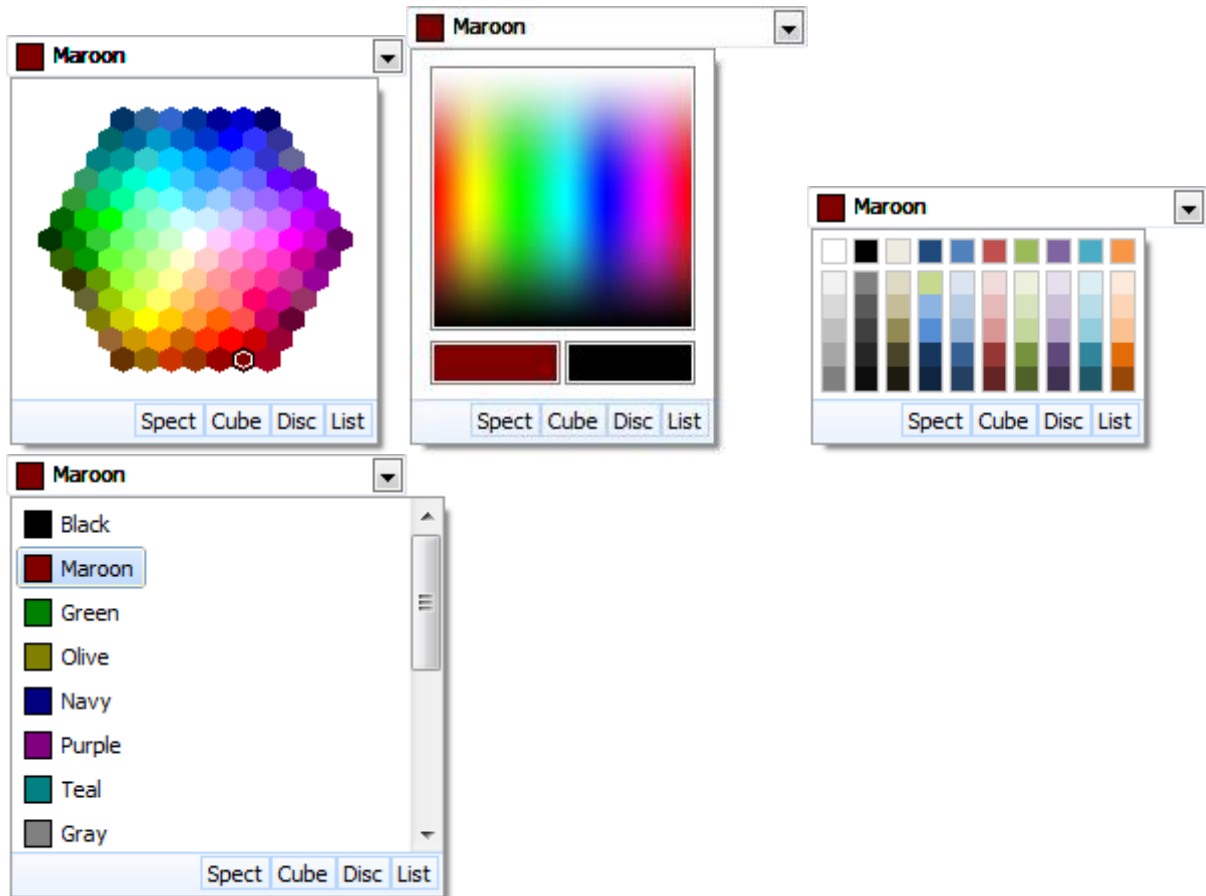 Maroon
Spect Cube Disc List
Maroon
Spect Cube Disc List
Maroon
Spect Cube Disc List
Maroon
Black
Maroon
Green
Olive
Navy
Purple
Teal
Gray
Spect Cube Disc List